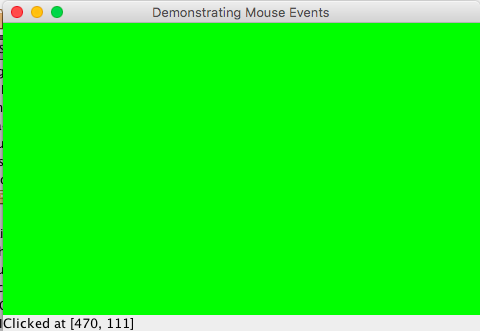 Demonstrating Mouse Events
Clicked at [470, 111]